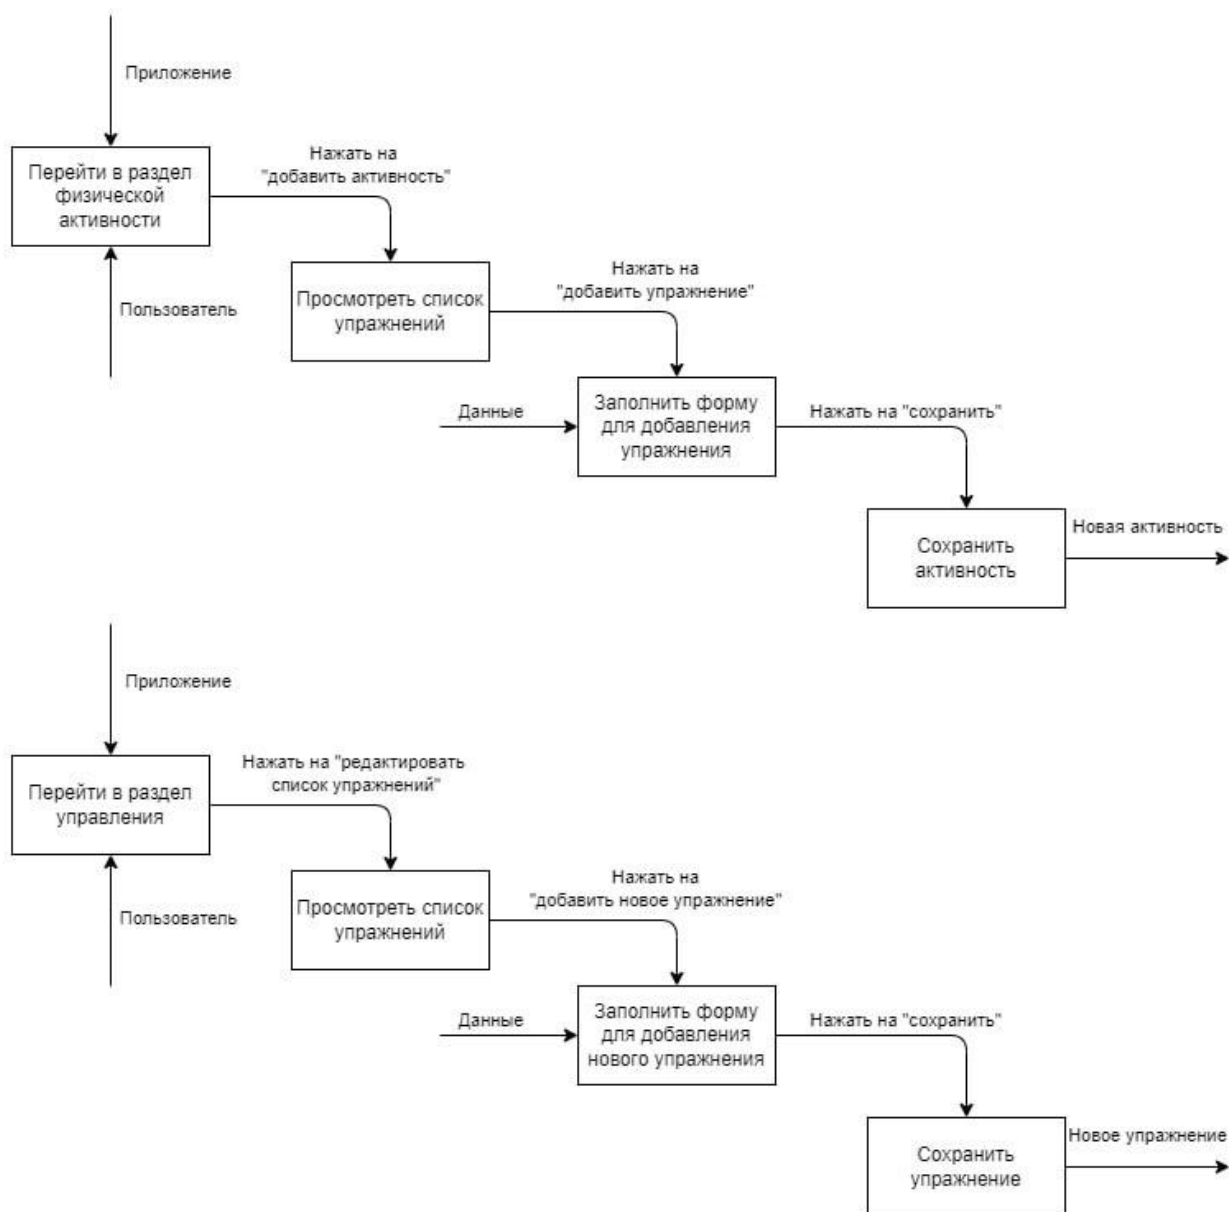 Приложение
Перейти в раздел
физической
активности
Нажать на
"добавить активность"
Пользователь
Просмотреть список
упражнений
Нажать на
"добавить упражнение"
Данные
Заполнить форму
для добавления
упражнения
Нажать на "сохранить"
Сохранить
активность
Новая активность
Приложение
Перейти в раздел
управления
Нажать на "редактировать
список упражнений"
Пользователь
Просмотреть список
упражнений
Нажать на
"добавить новое упражнение"
Данные
Заполнить форму
для добавления
нового упражнения
Нажать на "сохранить"
Сохранить
упражнение
Новое упражнение